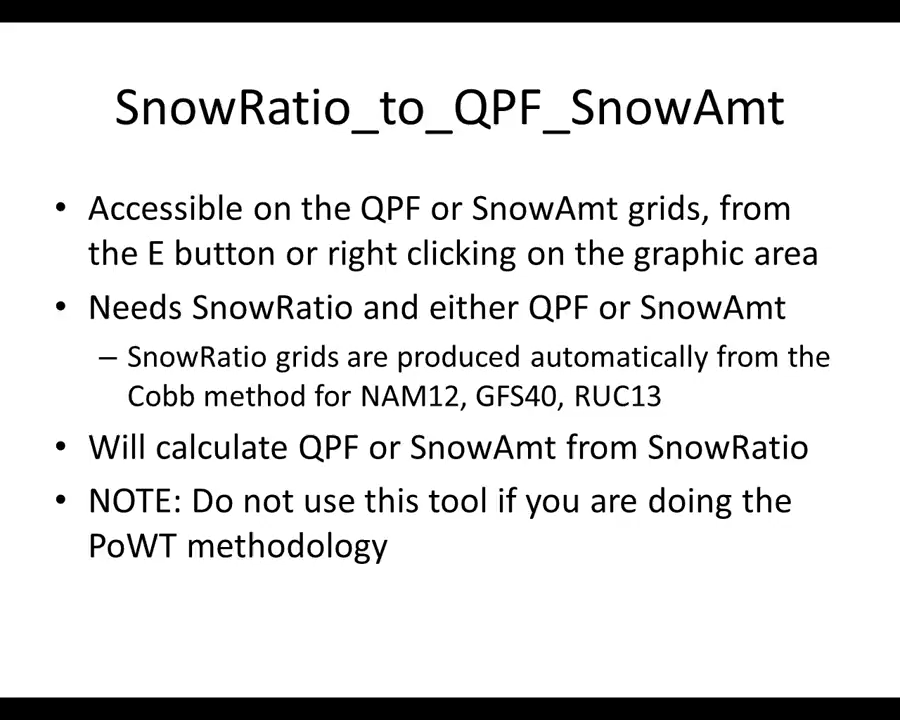 SnowRatio_to_QPF_SnowAmt
• Accessible on the QPF or SnowAmt grids, from
the E button or right clicking on the graphic area
• Needs SnowRatio and either QPF or SnowAmt
– SnowRatio grids are produced automatically from the
Cobb method for NAM12, GFS40, RUC13
• Will calculate QPF or SnowAmt from SnowRatio
• NOTE: Do not use this tool if you are doing the
PoWT methodology